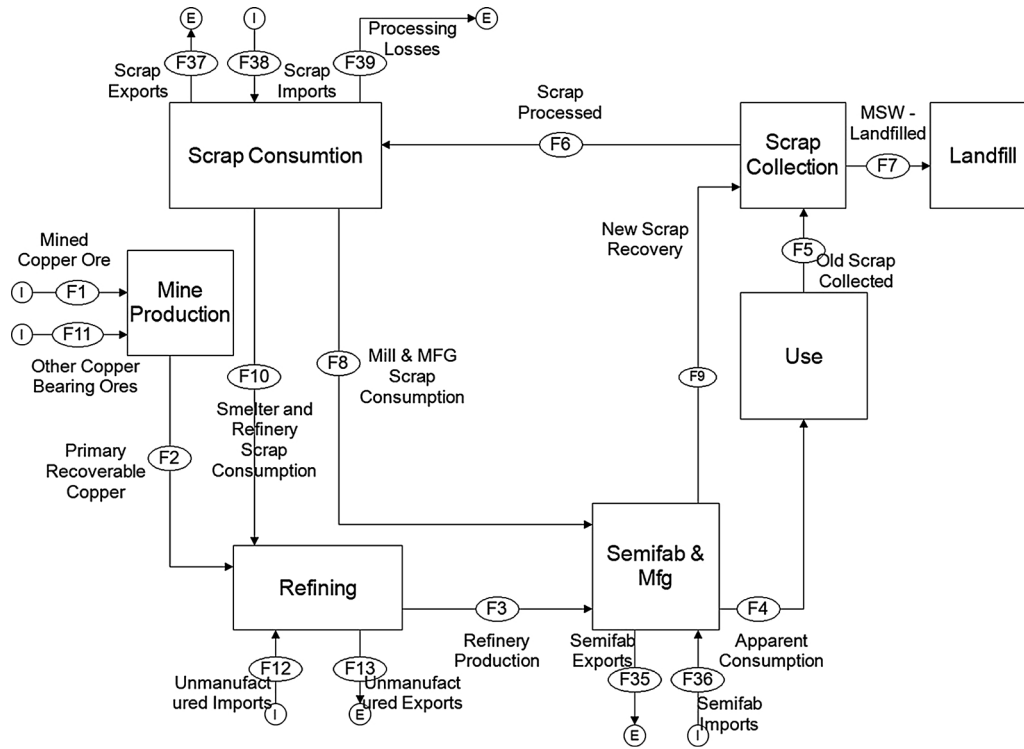 E
I
E
Processing
Losses
F37
F38
F39
Scrap
Exports
Scrap
Imports
Scrap Consumtion
Scrap
Processed
F6
Scrap
Collection
MSW -
Landfilled
F7
Landfill
New Scrap
Recovery
F5
Old Scrap
Collected
Mined
Copper Ore
I
F1
I
F11
Mine
Production
Other Copper
Bearing Ores
F10
F8
Mill & MFG
Scrap
Consumption
F9
Use
Smelter and
Refinery
Scrap
Consumption
Primary
Recoverable
Copper
F2
Refining
Semifab &
Mfg
F3
Refinery
Production
F4
Apparent
Consumption
F12
F13
Unmanufact
ured Imports
Unmanufact
ured Exports
I
E
Semifab
Exports
F35
F36
Semifab
Imports
E
I